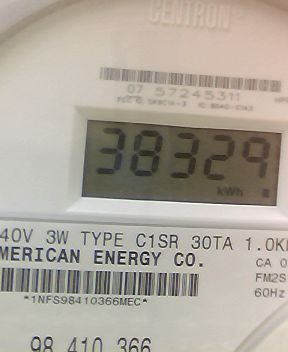 CENTRON
07 57245311
38329
kWh
40V 3W TYPE C1SR 30TA 1.0K
MERICAN ENERGY CO.
CA 0
FM2S
*1NFS98410366MEC*
60Hz
98 410 366